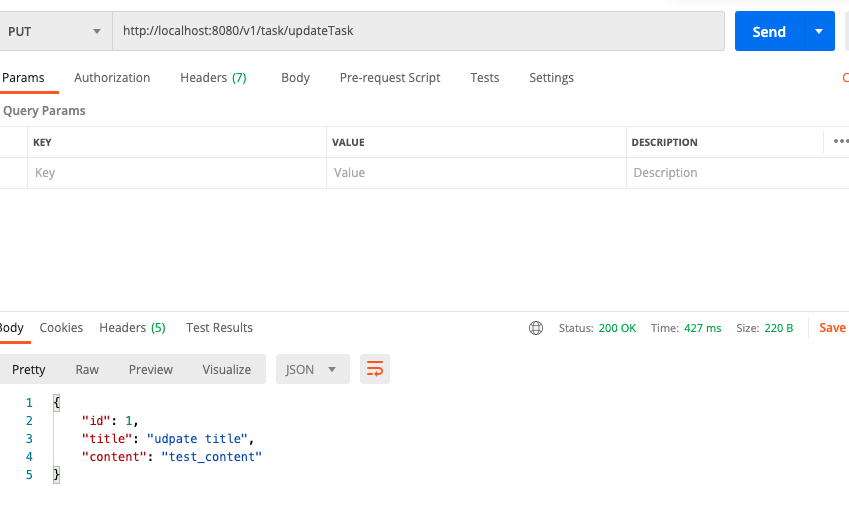 PUT http://localhost:8080/v1/task/updateTask Send
Params Authorization Headers (7) Body Pre-request Script Tests Settings
Query Params
KEY VALUE DESCRIPTION
Key Value Description
Body Cookies Headers (5) Test Results Status: 200 OK Time: 427 ms Size: 220 B Save
Pretty Raw Preview Visualize JSON
1 {
2 "id": 1,
3 "title": "udpate title",
4 "content": "test_content"
5 }